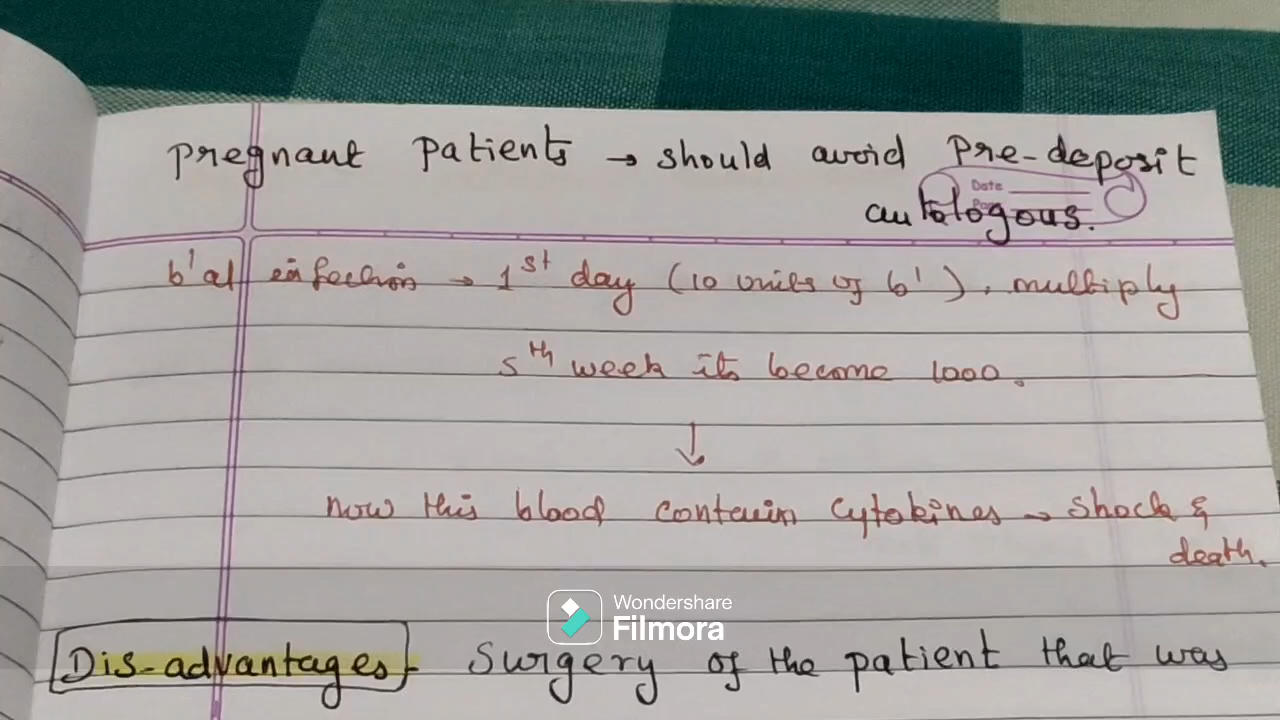 pregnant patients → should avoid pre-deposit
Date
autologous.
b'al infection → 1st day (10 units of b'), multiply
5th week its become 1000.
↓
now this blood contain cytokines → shock &
death.
Wondershare
Filmora
Dis-advantages- Surgery of the patient that was